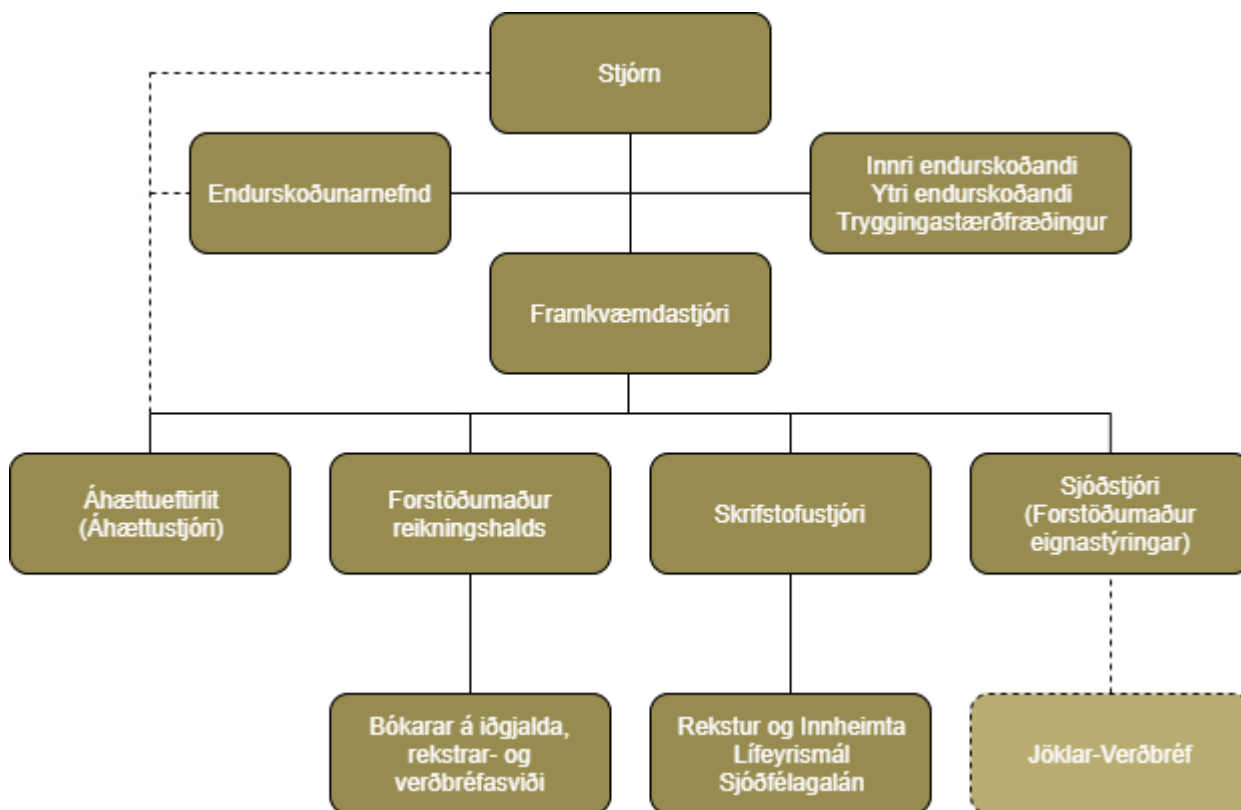 Stjórn
Endurskoðunarnefnd
Innri endurskoðandi
Ytri endurskoðandi
Tryggingastærðfræðingur
Framkvæmdastjóri
Áhættueftirlit
(Áhættustjóri)
Forstöðumaður
reikningshalds
Skrifstofustjóri
Sjóðstjóri
(Forstöðumaður
eignastýringar)
Bókarar á iðgjalda,
rekstrar- og
verðbréfasviði
Rekstur og Innheimta
Lífeyrismál
Sjóðfélagalán
Jöklar-Verðbréf